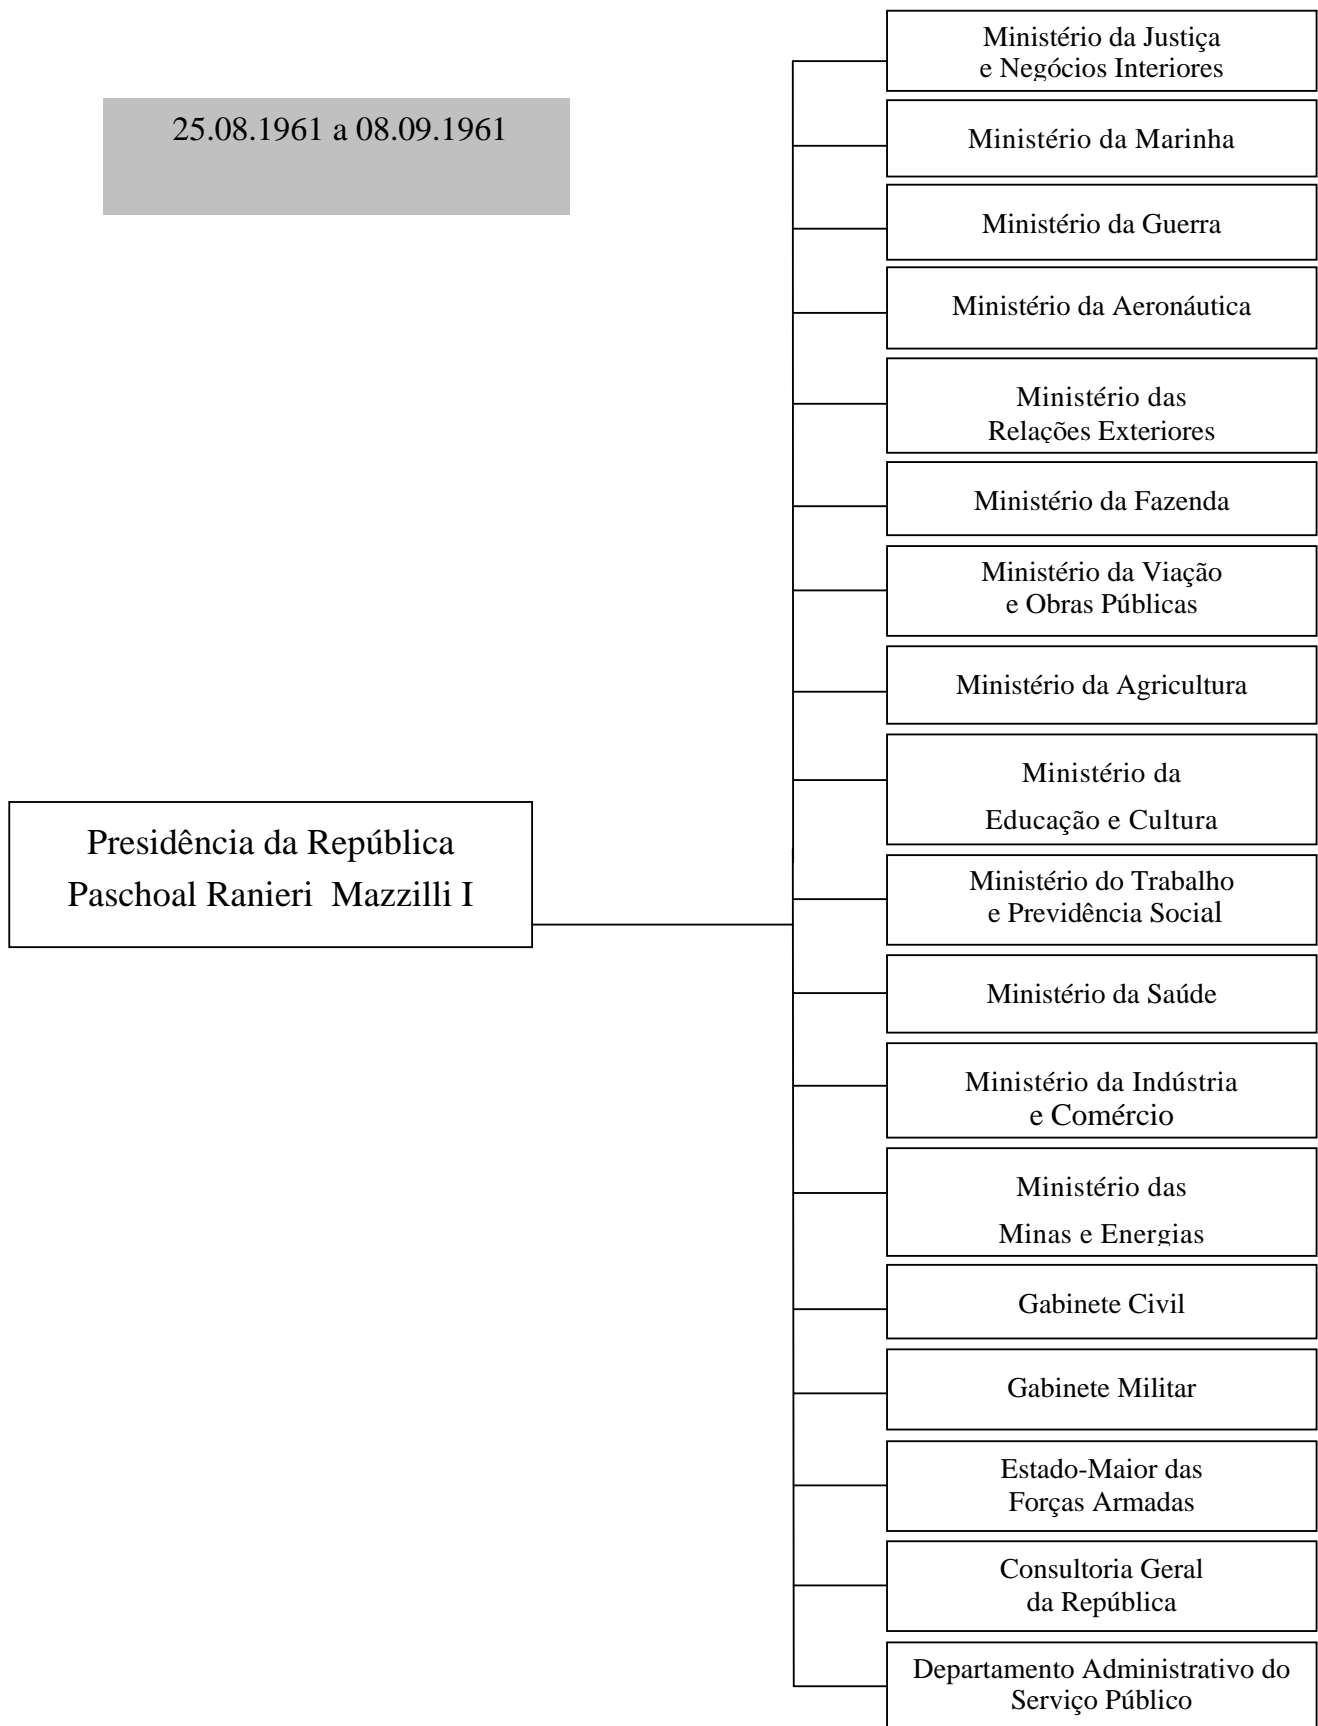 25.08.1961 a 08.09.1961
Presidência da República
Paschoal Ranieri Mazzilli I
Ministério da Justiça
e Negócios Interiores
Ministério da Marinha
Ministério da Guerra
Ministério da Aeronáutica
Ministério das
Relações Exteriores
Ministério da Fazenda
Ministério da Viação
e Obras Públicas
Ministério da Agricultura
Ministério da
Educação e Cultura
Ministério do Trabalho
e Previdência Social
Ministério da Saúde
Ministério da Indústria
e Comércio
Ministério das
Minas e Energias
Gabinete Civil
Gabinete Militar
Estado-Maior das
Forças Armadas
Consultoria Geral
da República
Departamento Administrativo do
Serviço Público